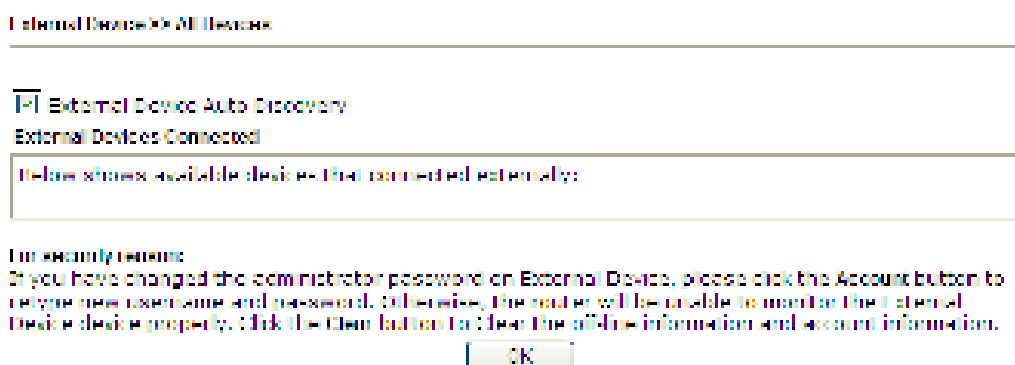 External Device >> All Devices
External Device Auto Discovery
External Devices Connected
Below shows available devices that connected externally:
For security reason:
If you have changed the administrator password on External Device, please click the Account button to
retype new username and password. Otherwise, the router will be unable to monitor the External
Device device properly. Click the Clear button to Clear the off-line information and account information.
OK